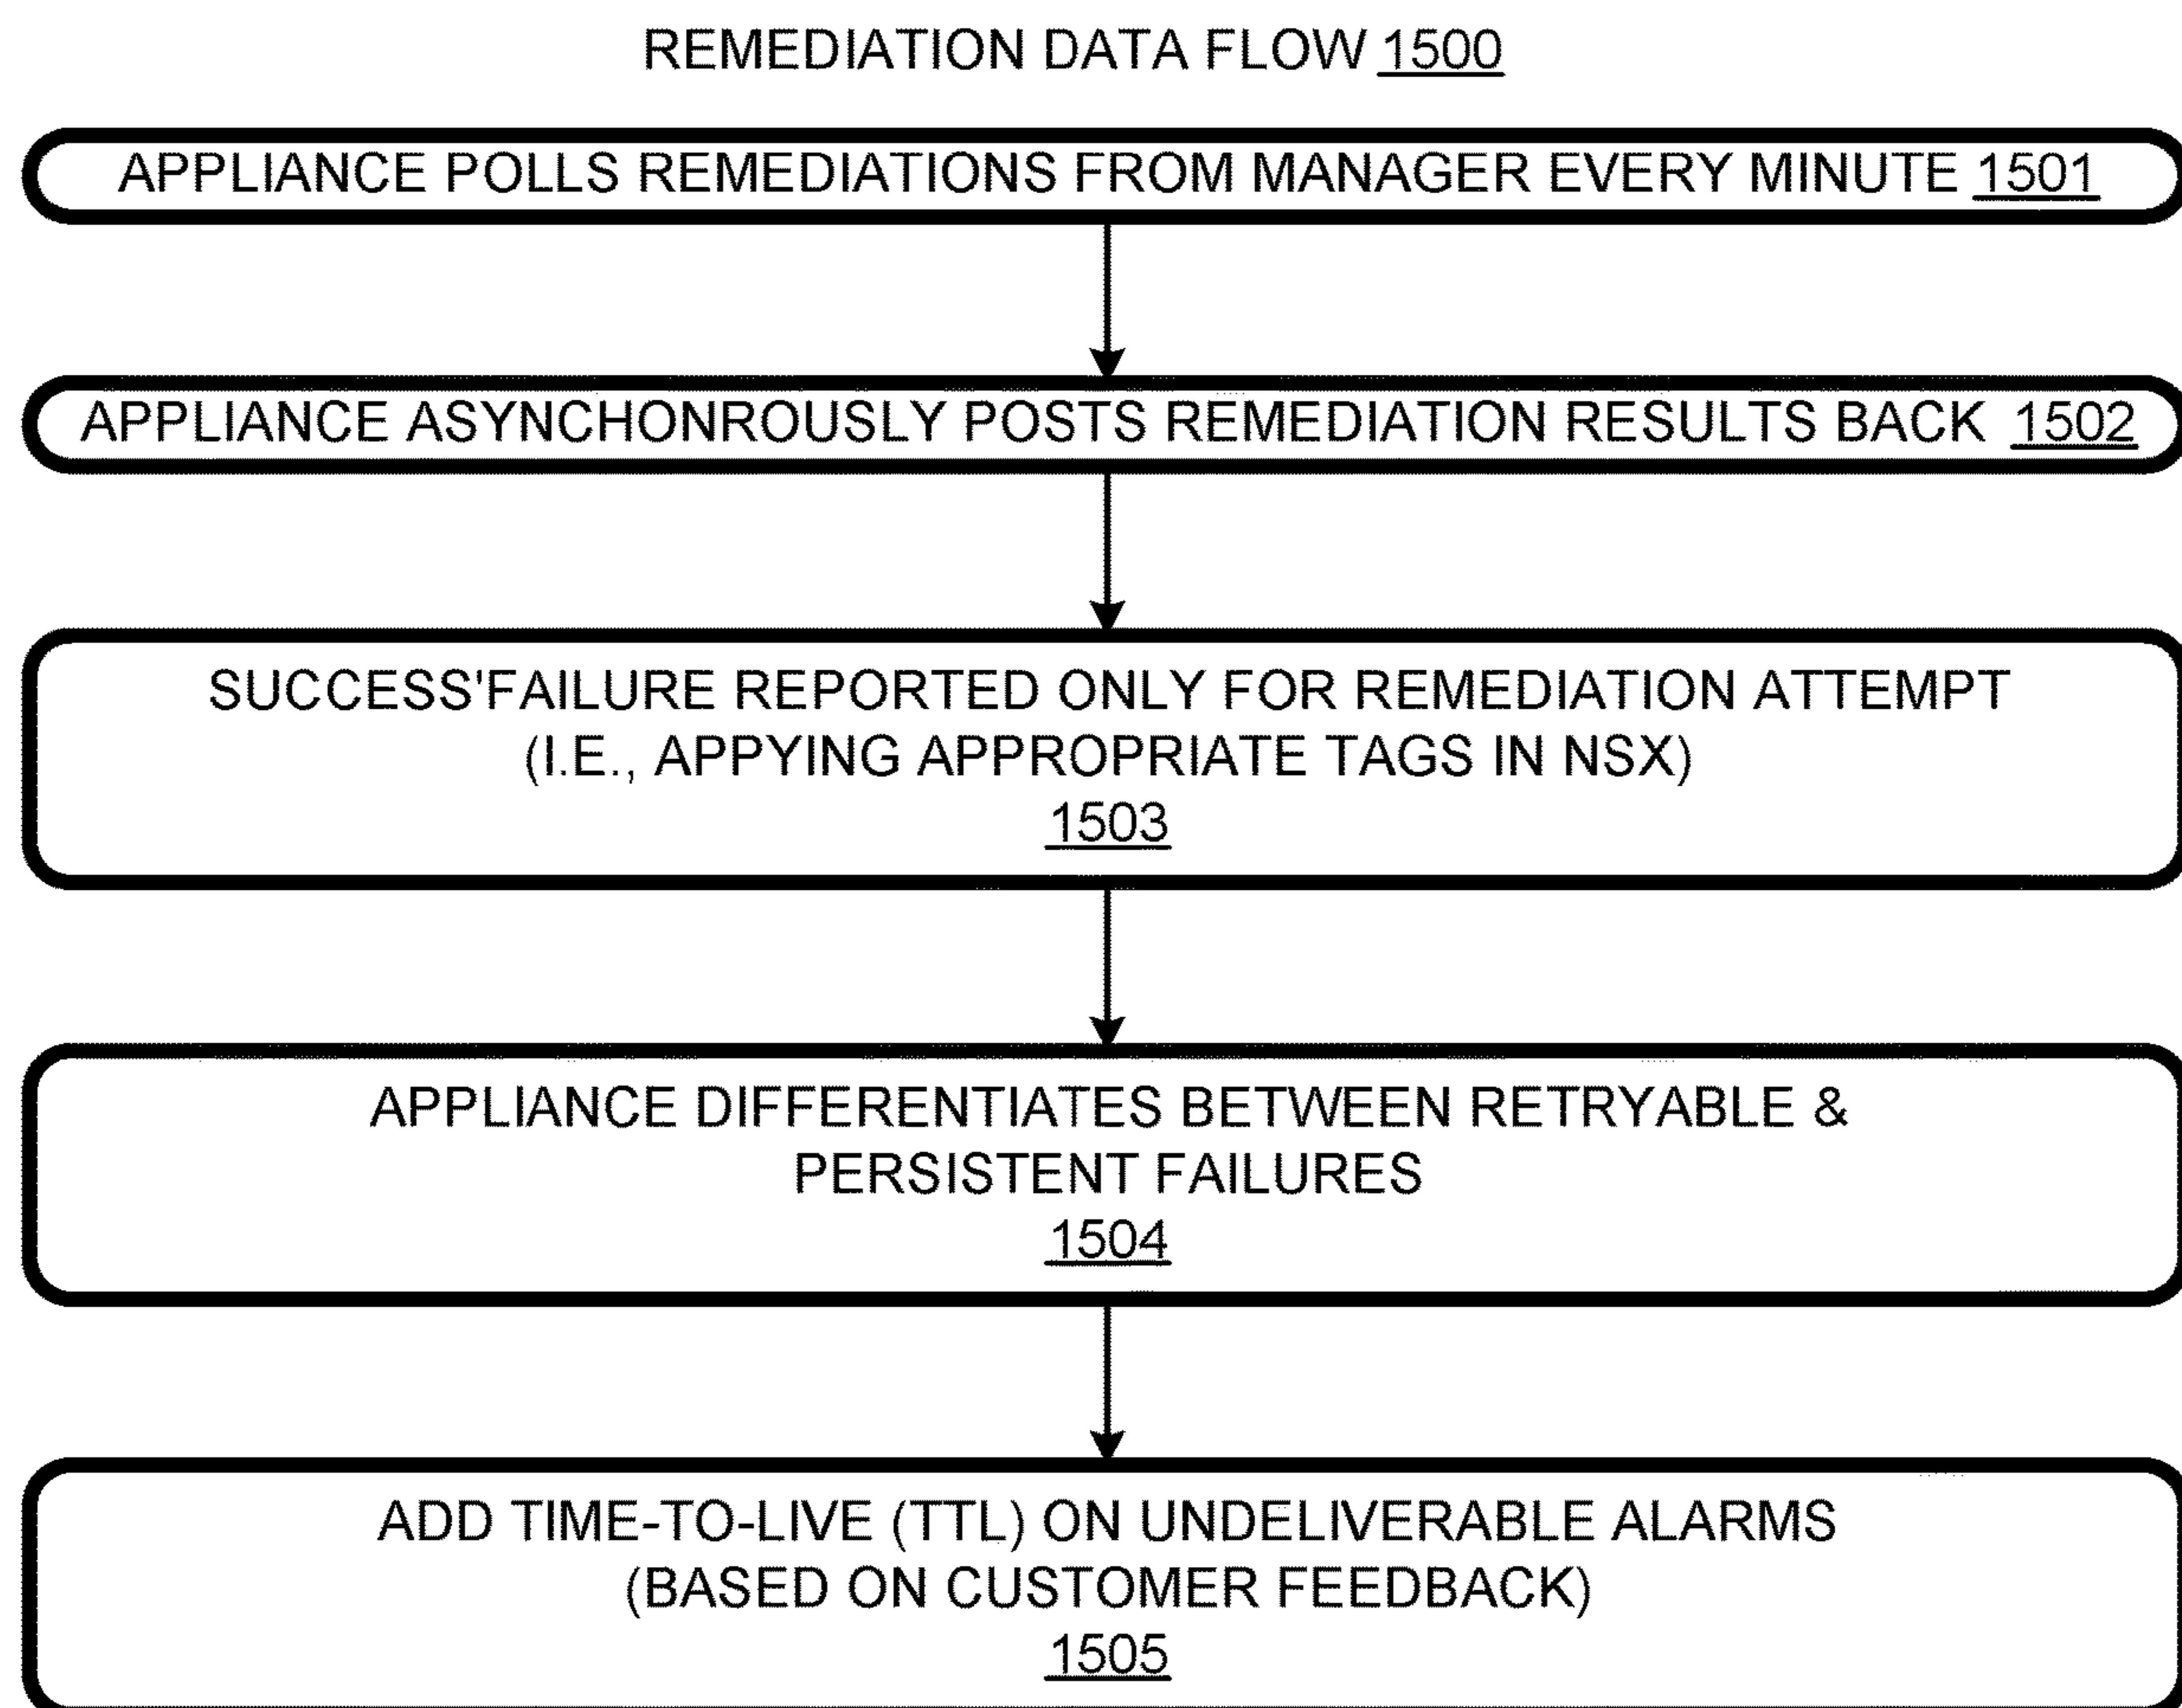 REMEDIATION DATA FLOW 1500
APPLIANCE POLLS REMEDIATIONS FROM MANAGER EVERY MINUTE 1501
APPLIANCE ASYNCHONROUSLY POSTS REMEDIATION RESULTS BACK 1502
SUCCESS'FAILURE REPORTED ONLY FOR REMEDIATION ATTEMPT
(I.E., APPYING APPROPRIATE TAGS IN NSX)
1503
APPLIANCE DIFFERENTIATES BETWEEN RETRYABLE &
PERSISTENT FAILURES
1504
ADD TIME-TO-LIVE (TTL) ON UNDELIVERABLE ALARMS
(BASED ON CUSTOMER FEEDBACK)
1505